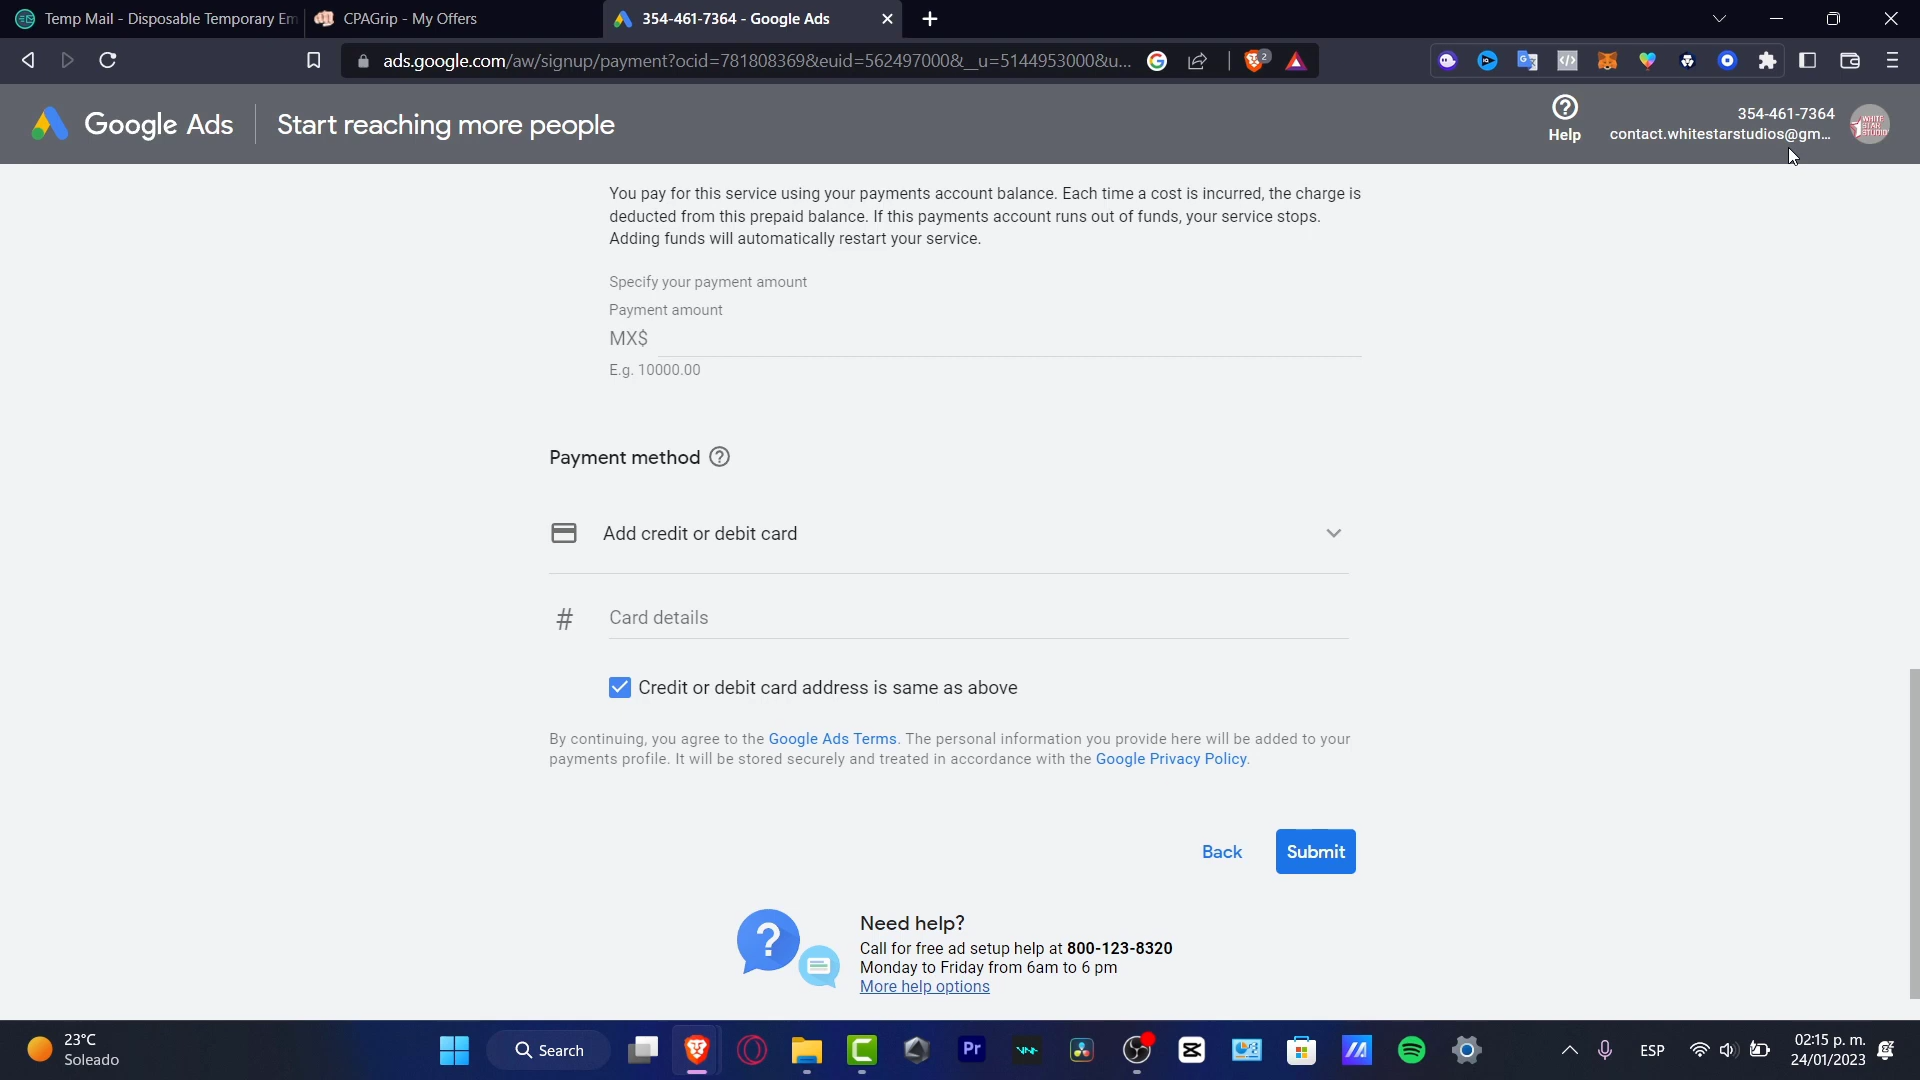 Temp Mail - Disposable Temporary Em
CPAGrip - My Offers
354-461-7364 - Google Ads
ads.google.com/aw/signup/payment?ocid=781808369&euid=562497000&__u=5144953000&u...
2
Google Ads
Start reaching more people
Help
354-461-7364
contact.whitestarstudios@gm...
WHITE
STAR
STUDIO
You pay for this service using your payments account balance. Each time a cost is incurred, the charge is
deducted from this prepaid balance. If this payments account runs out of funds, your service stops.
Adding funds will automatically restart your service.
Specify your payment amount
Payment amount
MX$
E.g. 10000.00
Payment method
Add credit or debit card
# Card details
Credit or debit card address is same as above
By continuing, you agree to the Google Ads Terms. The personal information you provide here will be added to your
payments profile. It will be stored securely and treated in accordance with the Google Privacy Policy.
Back
Submit
Need help?
Call for free ad setup help at 800-123-8320
Monday to Friday from 6am to 6 pm
More help options
23°C
Soleado
Search
Pr
ESP
02:15 p. m.
24/01/2023